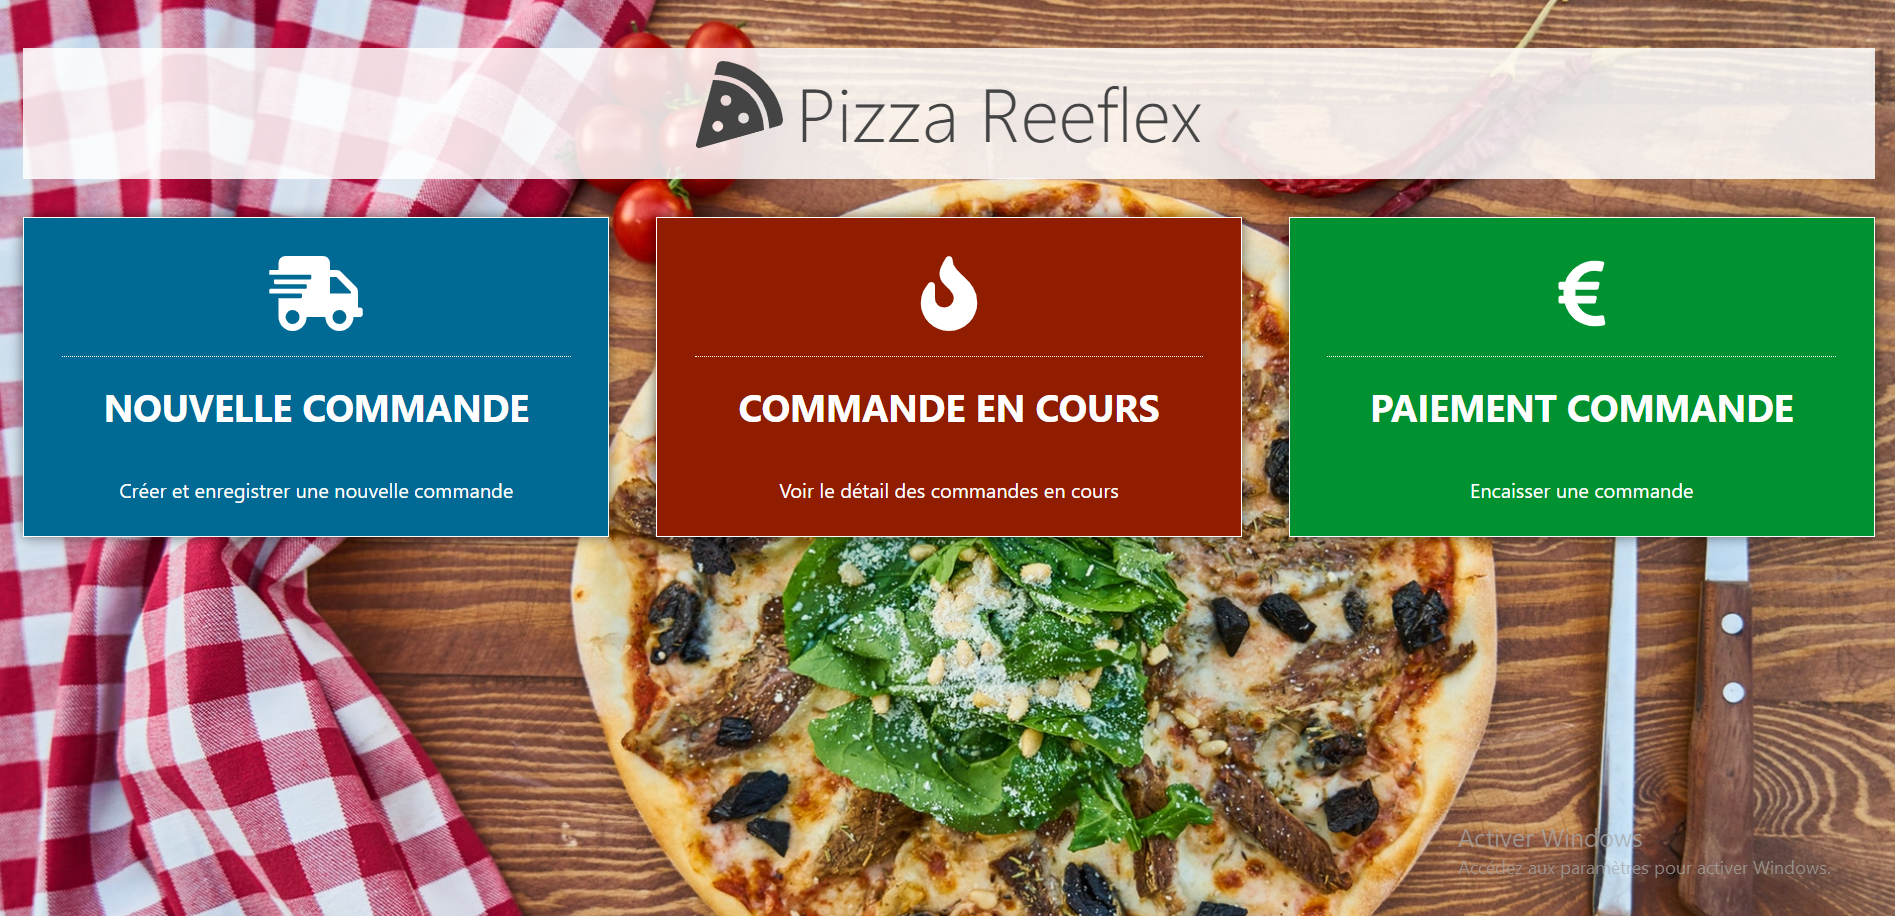 Pizza Reeflex
NOUVELLE COMMANDE
Créer et enregistrer une nouvelle commande
COMMANDE EN COURS
Voir le détail des commandes en cours
PAIEMENT COMMANDE
Encaisser une commande
Activer Windows
Accédez aux paramètres pour activer Windows.